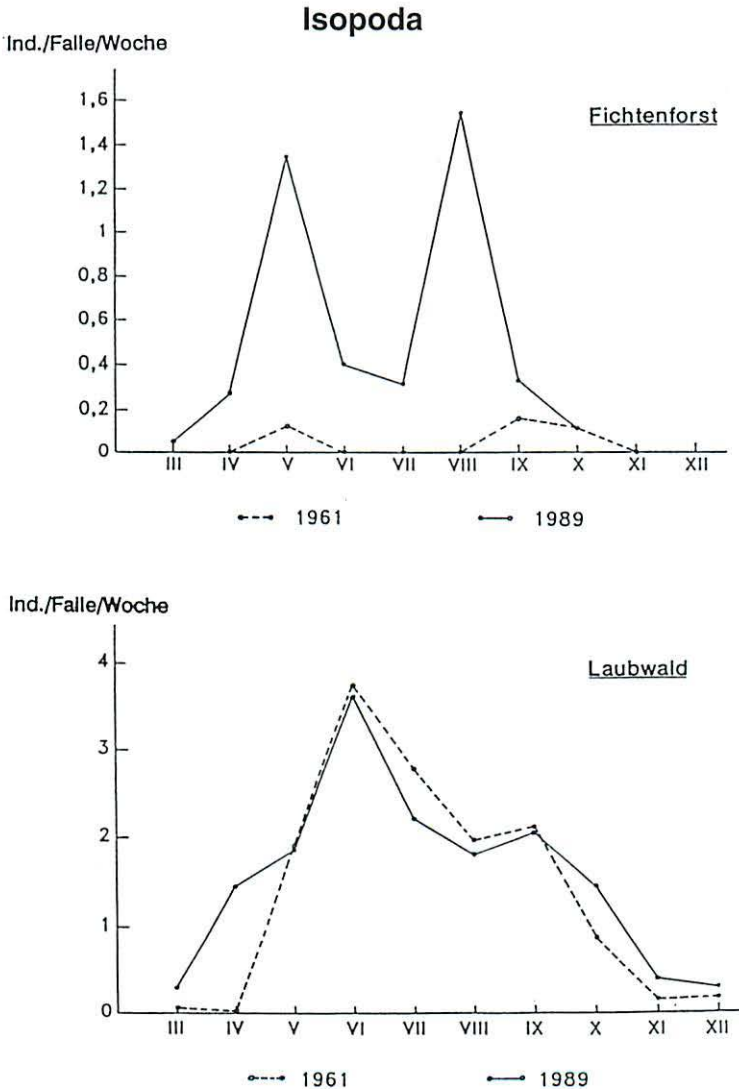 Isopoda
Ind./Falle/Woche
Fichtenforst
1,6
1,4
1,2
1
0,8
0,6
0,4
0,2
0
III IV V VI VII VIII IX X XI XII
1961 1989
Ind./Falle/Woche
Laubwald
4
3
2
1
0
III IV V VI VII VIII IX X XI XII
1961 1989